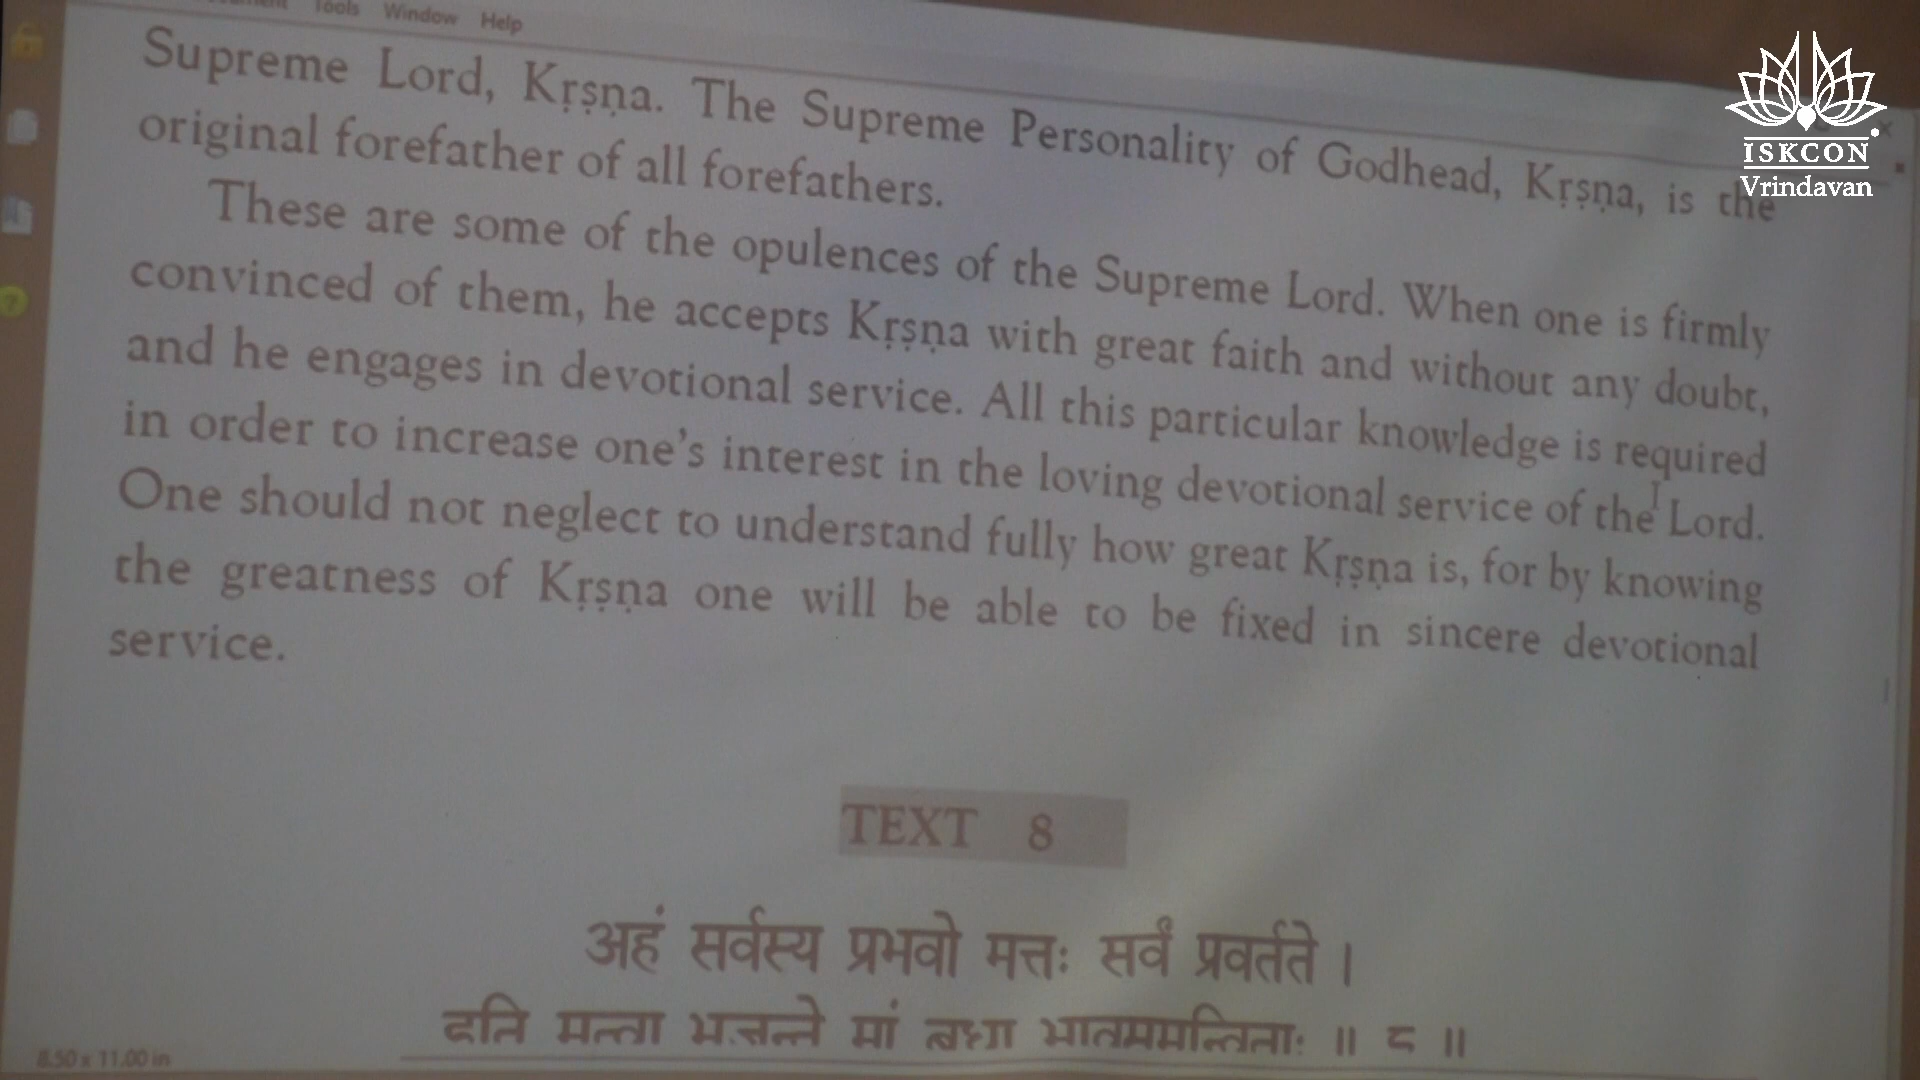 Tools Window Help
Supreme Lord, Kṛṣṇa. The Supreme Personality of Godhead, Kṛṣṇa, is the
original forefather of all forefathers.
These are some of the opulences of the Supreme Lord. When one is firmly
convinced of them, he accepts Kṛṣṇa with great faith and without any doubt,
and he engages in devotional service. All this particular knowledge is required
in order to increase one's interest in the loving devotional service of the Lord.
One should not neglect to understand fully how great Kṛṣṇa is, for by knowing
the greatness of Kṛṣṇa one will be able to be fixed in sincere devotional
service.
TEXT 8
अहं सर्वस्य प्रभवो मत्तः सर्वं प्रवर्तते ।
मां ॥ ८ ॥
8.50 x 11.00 in
ISKCON
Vrindavan